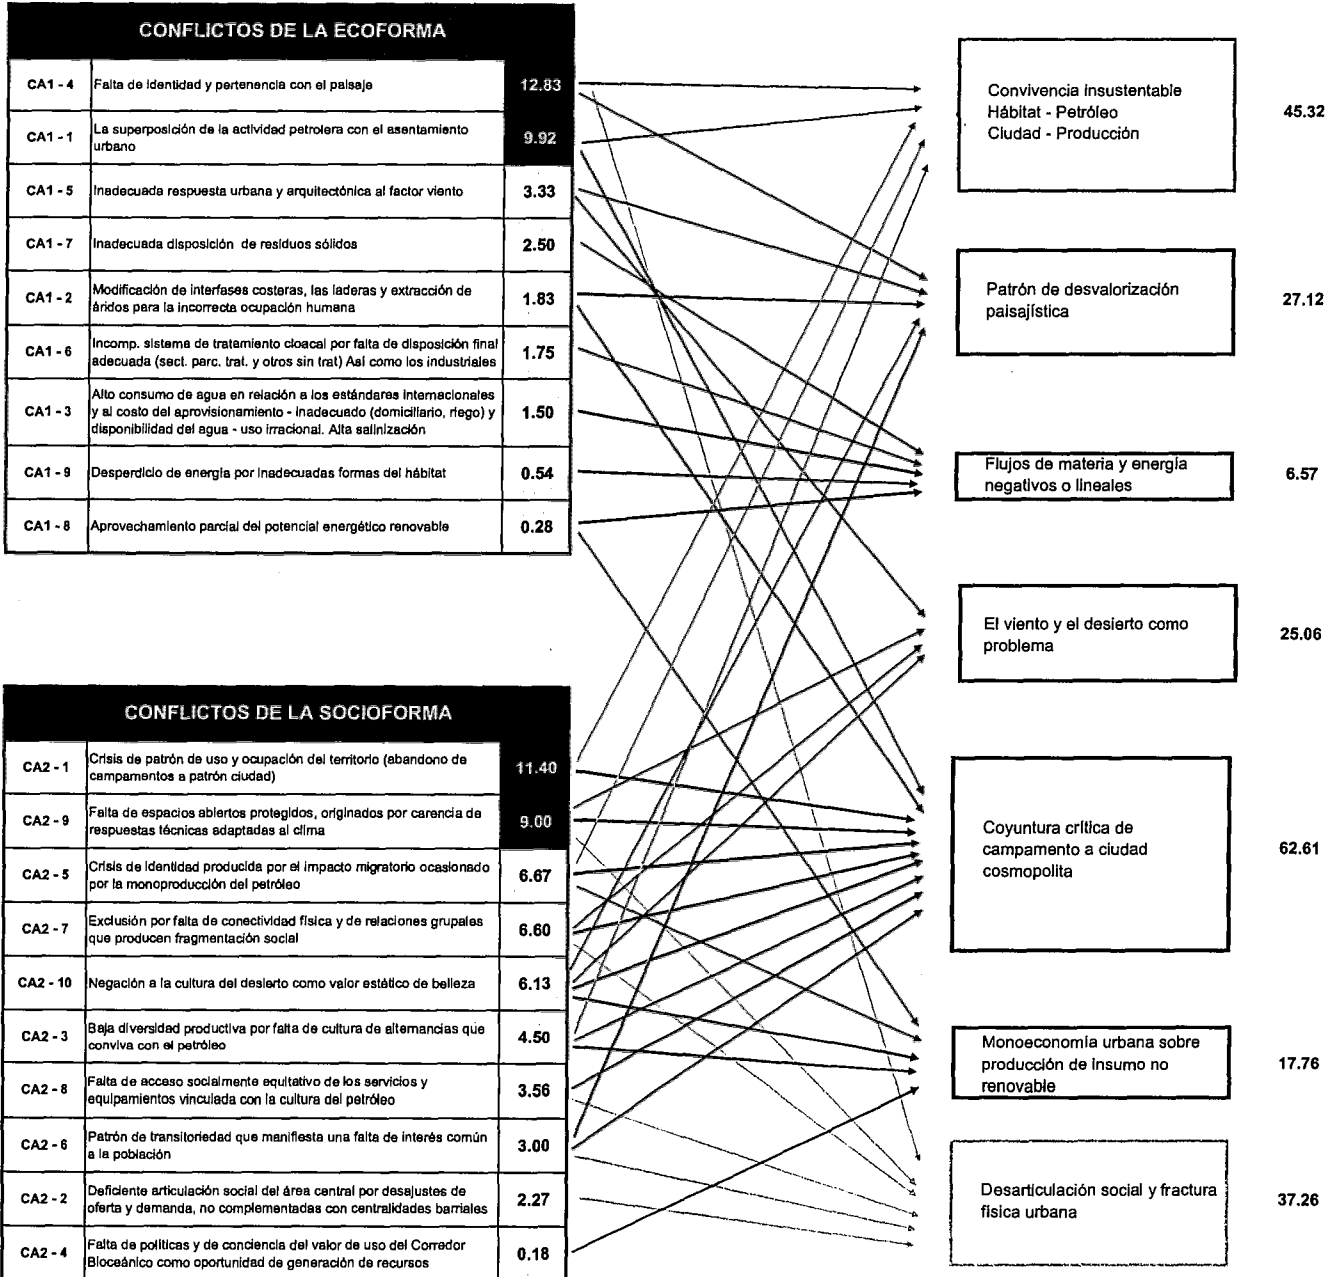 CONFLICTOS DE LA ECOFORMA
CA1 - 4 Falta de identidad y pertenencia con el paisaje 12.83
CA1 - 1 La superposición de la actividad petrolera con el asentamiento
urbano 9.92
CA1 - 5 Inadecuada respuesta urbana y arquitectónica al factor viento 3.33
CA1 - 7 Inadecuada disposición de residuos sólidos 2.50
CA1 - 2 Modificación de interfases costeras, las laderas y extracción de
áridos para la incorrecta ocupación humana 1.83
CA1 - 6 Incomp. sistema de tratamiento cloacal por falta de disposición final
adecuada (sect. parc. trat. y otros sin trat) Así como los industriales 1.75
CA1 - 3 Alto consumo de agua en relación a los estándares internacionales
y al costo del aprovisionamiento - inadecuado (domiciliario, riego) y
disponibilidad del agua - uso irracional. Alta salinización 1.50
CA1 - 9 Desperdicio de energía por inadecuadas formas del hábitat 0.54
CA1 - 8 Aprovechamiento parcial del potencial energético renovable 0.28
CONFLICTOS DE LA SOCIOFORMA
CA2 - 1 Crisis de patrón de uso y ocupación del territorio (abandono de
campamentos a patrón ciudad) 11.40
CA2 - 9 Falta de espacios abiertos protegidos, originados por carencia de
respuestas técnicas adaptadas al clima 9.00
CA2 - 5 Crisis de identidad producida por el impacto migratorio ocasionado
por la monoproducción del petróleo 6.67
CA2 - 7 Exclusión por falta de conectividad física y de relaciones grupales
que producen fragmentación social 6.60
CA2 - 10 Negación a la cultura del desierto como valor estético de belleza 6.13
CA2 - 3 Baja diversidad productiva por falta de cultura de alternancias que
conviva con el petróleo 4.50
CA2 - 8 Falta de acceso socialmente equitativo de los servicios y
equipamientos vinculada con la cultura del petróleo 3.56
CA2 - 6 Patrón de transitoriedad que manifiesta una falta de interés común
a la población 3.00
CA2 - 2 Deficiente articulación social del área central por desajustes de
oferta y demanda, no complementadas con centralidades barriales 2.27
CA2 - 4 Falta de políticas y de conciencia del valor de uso del Corredor
Bioceánico como oportunidad de generación de recursos 0.18
Convivencia insustentable
Hábitat - Petróleo
Ciudad - Producción
45.32
Patrón de desvalorización
paisajística
27.12
Flujos de materia y energía
negativos o lineales
6.57
El viento y el desierto como
problema
25.06
Coyuntura crítica de
campamento a ciudad
cosmopolita
62.61
Monoeconomía urbana sobre
producción de insumo no
renovable
17.76
Desarticulación social y fractura
física urbana
37.26